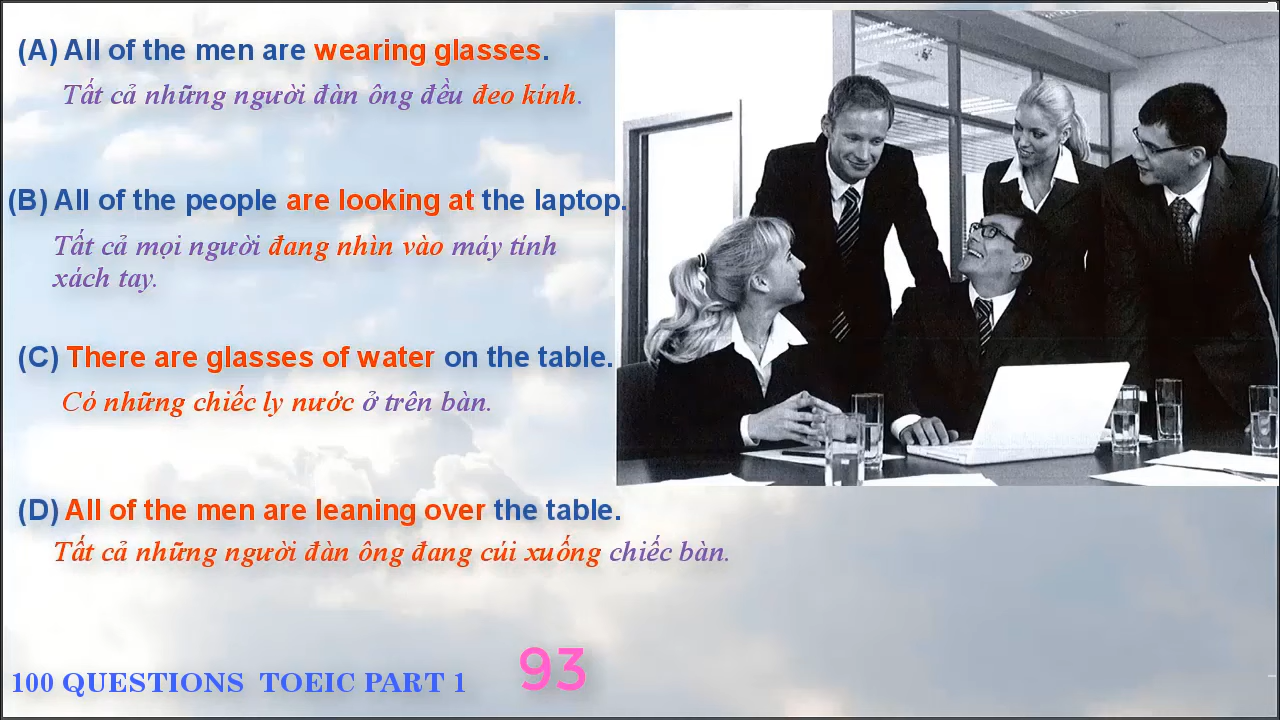 (A) All of the men are wearing glasses.
Tất cả những người đàn ông đều đeo kính.
(B) All of the people are looking at the laptop.
Tất cả mọi người đang nhìn vào máy tính
xách tay.
(C) There are glasses of water on the table.
Có những chiếc ly nước ở trên bàn.
(D) All of the men are leaning over the table.
Tất cả những người đàn ông đang cúi xuống chiếc bàn.
100 QUESTIONS TOEIC PART 1 93